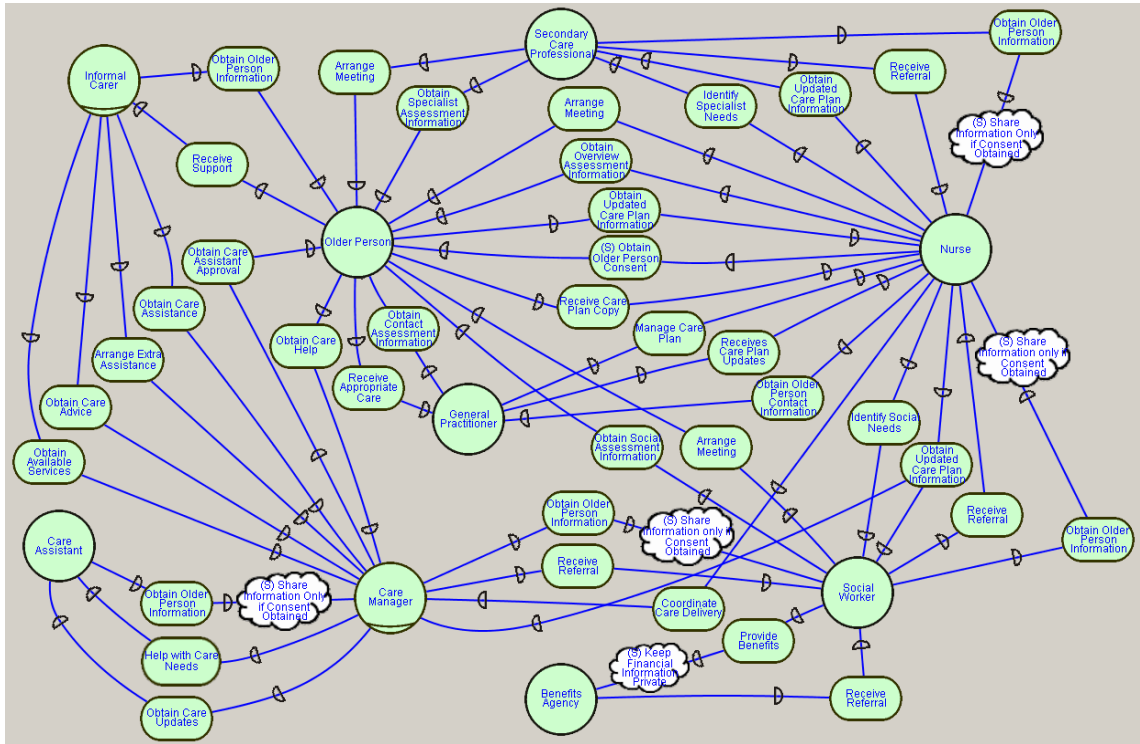 Secondary
Care
Professional
Obtain Older
Person
Information
Informal
Carer
Obtain Older
Person
Information
Arrange
Meeting
Receive
Referral
Obtain
Specialist
Assessment
Information
Arrange
Meeting
Identify
Specialist
Needs
Obtain
Updated
Care Plan
Information
(S) Share
Information Only
if Consent
Obtained
Receive
Support
Obtain
Overview
Assessment
Information
Obtain
Updated
Care Plan
Information
Older Person
Nurse
Obtain Care
Assistant
Approval
(S) Obtain
Older Person
Consent
Obtain Care
Assistance
Receive Care
Plan Copy
Obtain
Contact
Assessment
Information
Manage Care
Plan
Obtain Care
Help
Arrange Extra
Assistance
Receives
Care Plan
Updates
(S) Share
Information only if
Consent
Obtained
Receive
Appropriate
Care
Obtain Older
Person
Contact
Information
Obtain Care
Advice
General
Practitioner
Identify Social
Needs
Obtain
Available
Services
Obtain Social
Assessment
Information
Arrange
Meeting
Obtain
Updated
Care Plan
Information
Receive
Referral
Obtain Older
Person
Information
(S) Share
Information only if
Consent
Obtained
Obtain Older
Person
Information
Care
Assistant
Receive
Referral
Obtain Older
Person
Information
(S) Share
Information Only
if Consent
Obtained
Care
Manager
Coordinate
Care Delivery
Social
Worker
Help with Care
Needs
Provide
Benefits
(S) Keep
Financial
Information
Private
Obtain Care
Updates
Benefits
Agency
Receive
Referral